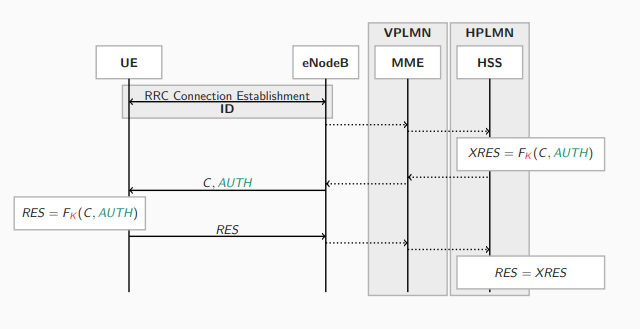 VPLMN HPLMN
UE eNodeB MME HSS
RRC Connection Establishment
ID
XRES = F_K(C, AUTH)
C, AUTH
RES = F_K(C, AUTH)
RES
RES = XRES